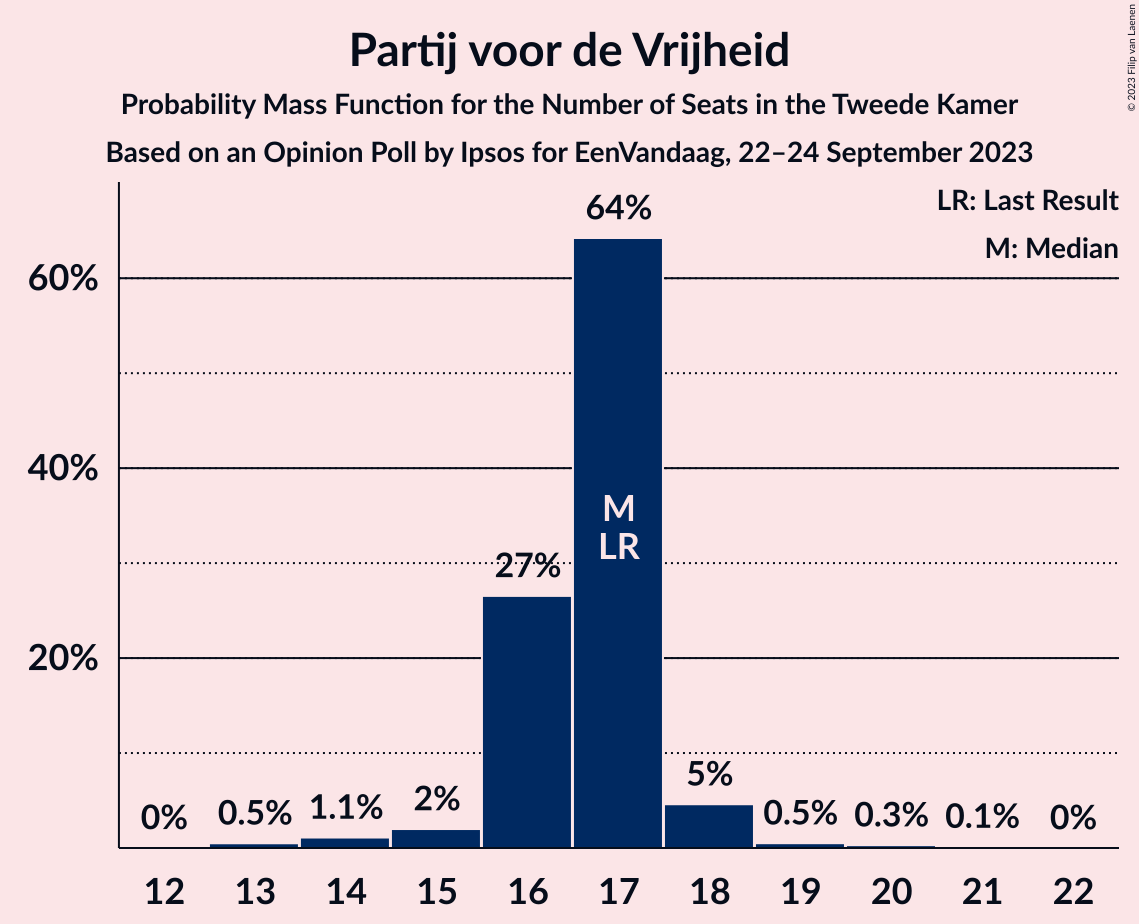 Partij voor de Vrijheid
Probability Mass Function for the Number of Seats in the Tweede Kamer
Based on an Opinion Poll by Ipsos for EenVandaag, 22–24 September 2023
© 2023 Filip van Laenen
LR: Last Result
M: Median
60%
40%
20%
0%
0.5%
1.1%
2%
27%
64%
M
LR
5%
0.5%
0.3%
0.1%
0%
12 13 14 15 16 17 18 19 20 21 22